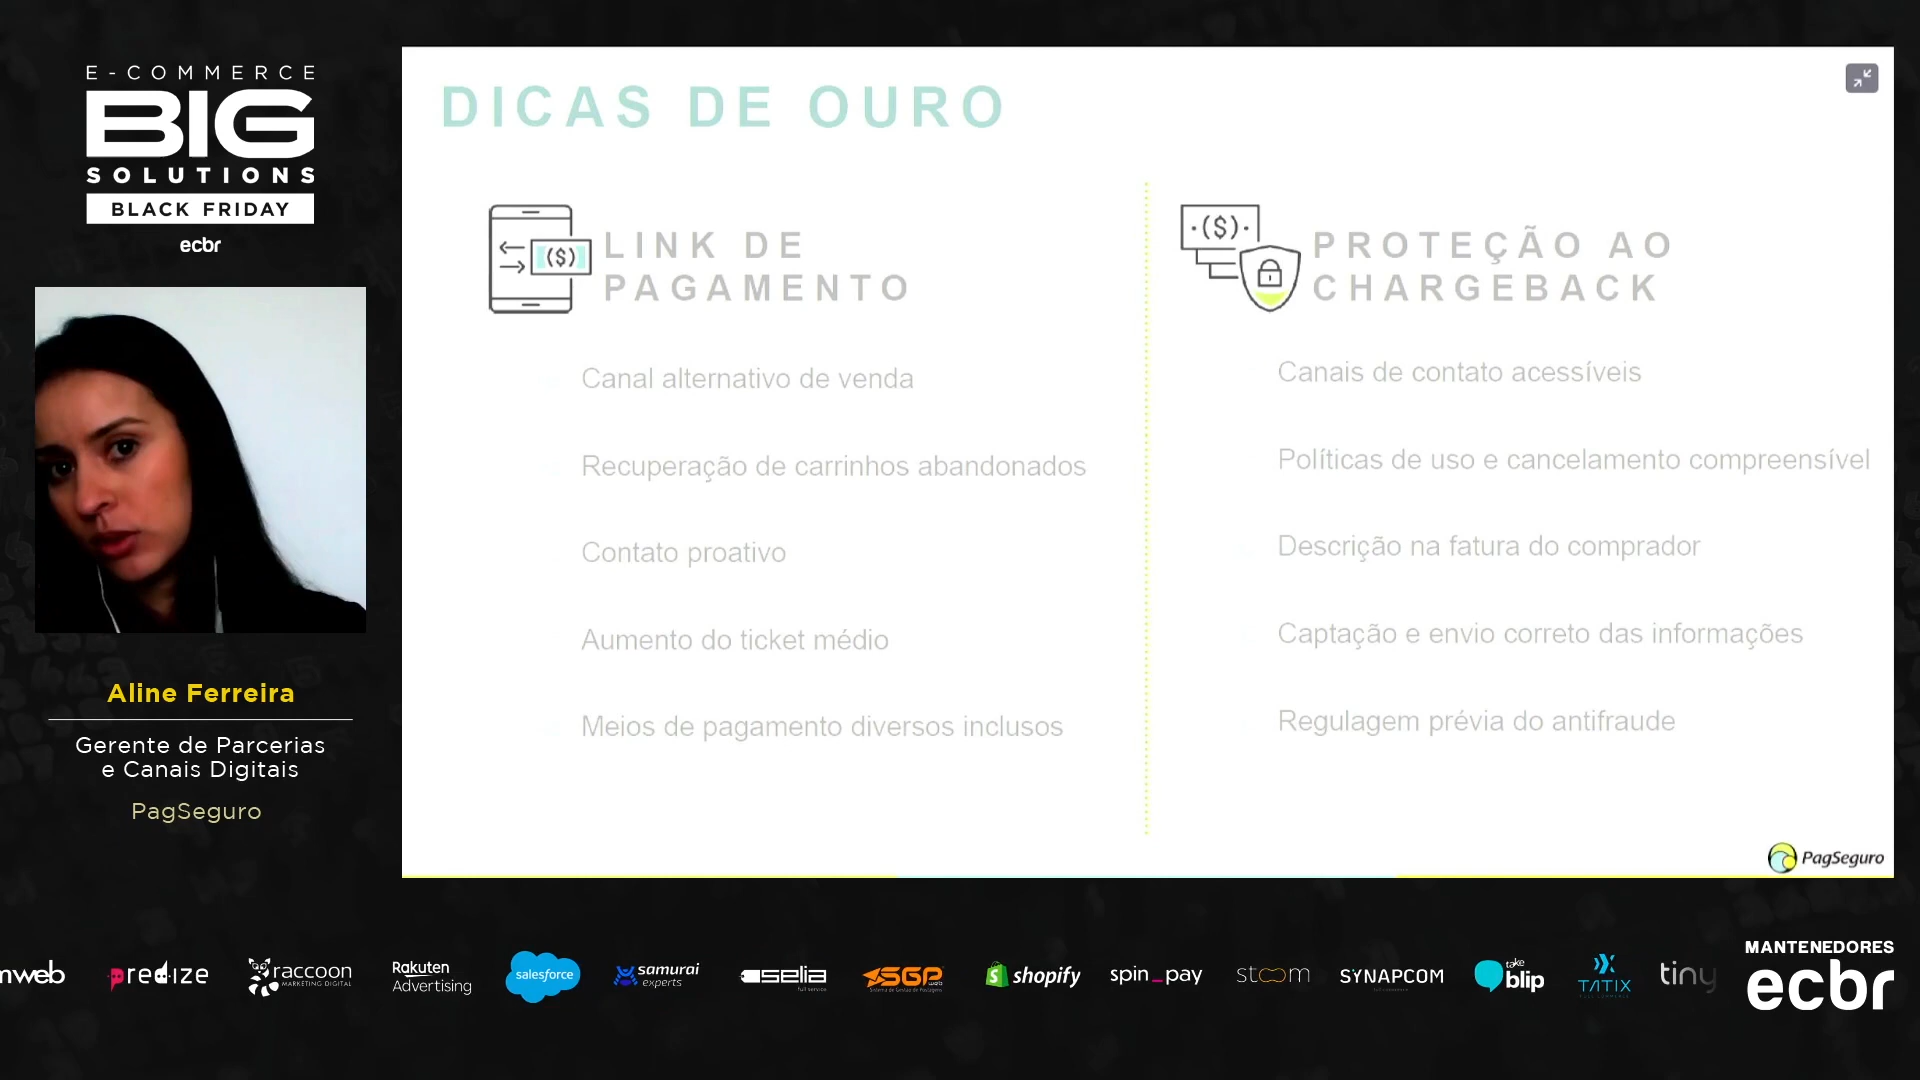 E-COMMERCE
BIG
SOLUTIONS
BLACK FRIDAY
ecbr
Aline Ferreira
Gerente de Parcerias
e Canais Digitais
PagSeguro
DICAS DE OURO
LINK DE
PAGAMENTO
Canal alternativo de venda
Recuperação de carrinhos abandonados
Contato proativo
Aumento do ticket médio
Meios de pagamento diversos inclusos
PROTEÇÃO AO
CHARGEBACK
Canais de contato acessíveis
Políticas de uso e cancelamento compreensível
Descrição na fatura do comprador
Captação e envio correto das informações
Regulagem prévia do antifraude
PagSeguro
predize
raccoon
MARKETING DIGITAL
Rakuten
Advertising
salesforce
samurai
experts
selia
full service
SGP
shopify
spin_pay
stoom
SYNAPCOM
take
blip
TATIX
tiny
MANTENEDORES
ecbr